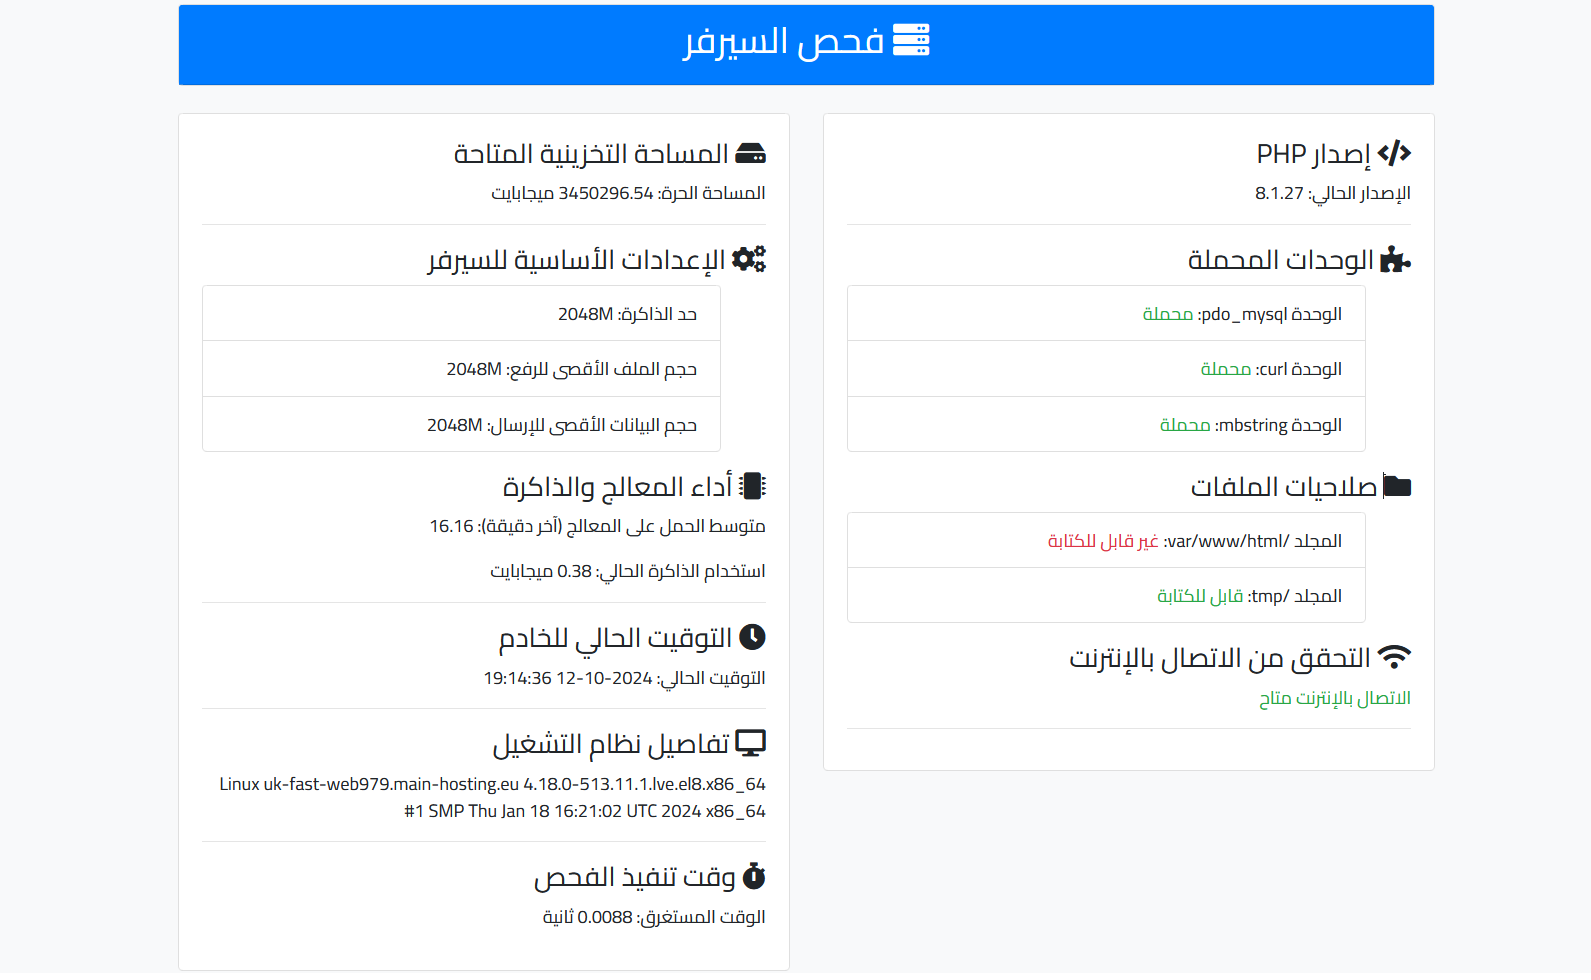 فحص السيرفر
إصدار PHP
الإصدار الحالي: 8.1.27
الوحدات المحملة
الوحدة pdo_mysql: محملة
الوحدة curl: محملة
الوحدة mbstring: محملة
صلاحيات الملفات
المجلد /var/www/html: غير قابل للكتابة
المجلد /tmp: قابل للكتابة
التحقق من الاتصال بالإنترنت
الاتصال بالإنترنت متاح
المساحة التخزينية المتاحة
المساحة الحرة: 3450296.54 ميجابايت
الإعدادات الأساسية للسيرفر
حد الذاكرة: 2048M
حجم الملف الأقصى للرفع: 2048M
حجم البيانات الأقصى للإرسال: 2048M
أداء المعالج والذاكرة
متوسط الحمل على المعالج (آخر دقيقة): 16.16
استخدام الذاكرة الحالي: 0.38 ميجابايت
التوقيت الحالي للخادم
التوقيت الحالي: 2024-10-12 19:14:36
تفاصيل نظام التشغيل
Linux uk-fast-web979.main-hosting.eu 4.18.0-513.11.1.lve.el8.x86_64
#1 SMP Thu Jan 18 16:21:02 UTC 2024 x86_64
وقت تنفيذ الفحص
الوقت المستغرق: 0.0088 ثانية